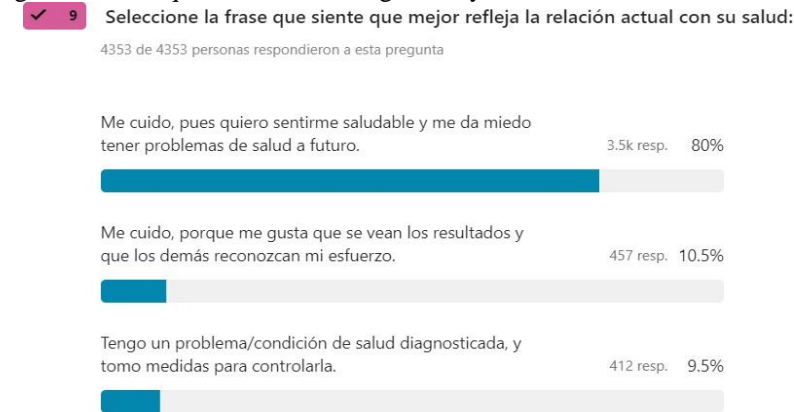 9 Seleccione la frase que siente que mejor refleja la relación actual con su salud:
4353 de 4353 personas respondieron a esta pregunta
Me cuido, pues quiero sentirme saludable y me da miedo
tener problemas de salud a futuro. 3.5k resp. 80%
Me cuido, porque me gusta que se vean los resultados y
que los demás reconozcan mi esfuerzo. 457 resp. 10.5%
Tengo un problema/condición de salud diagnosticada, y
tomo medidas para controlarla. 412 resp. 9.5%